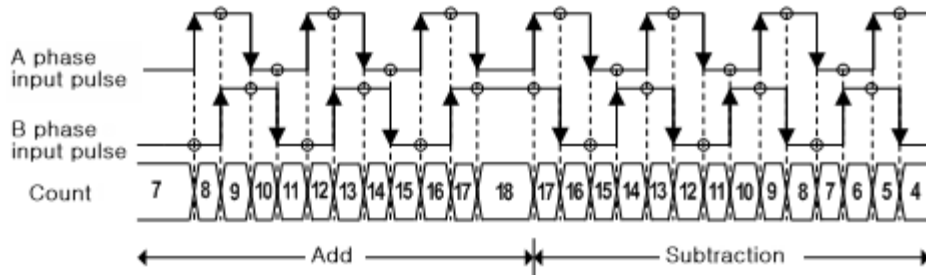 A phase
input pulse
B phase
input pulse
Count 7 8 9 10 11 12 13 14 15 16 17 18 17 16 15 14 13 12 11 10 9 8 7 6 5 4
Add Subtraction